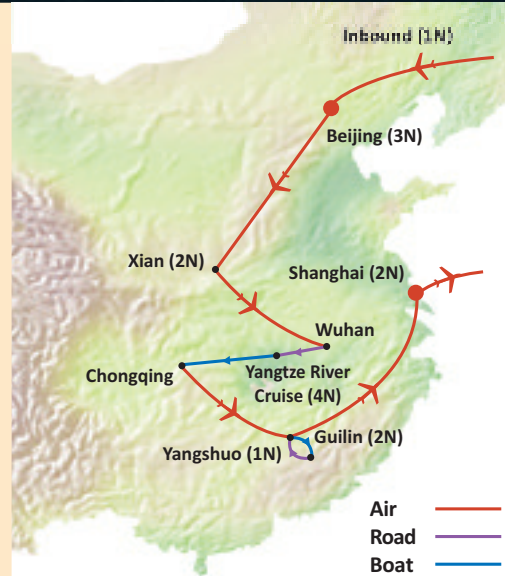 Inbound (1N)
Beijing (3N)
Xian (2N)
Shanghai (2N)
Wuhan
Chongqing
Yangtze River
Cruise (4N)
Guilin (2N)
Yangshuo (1N)
Air
Road
Boat